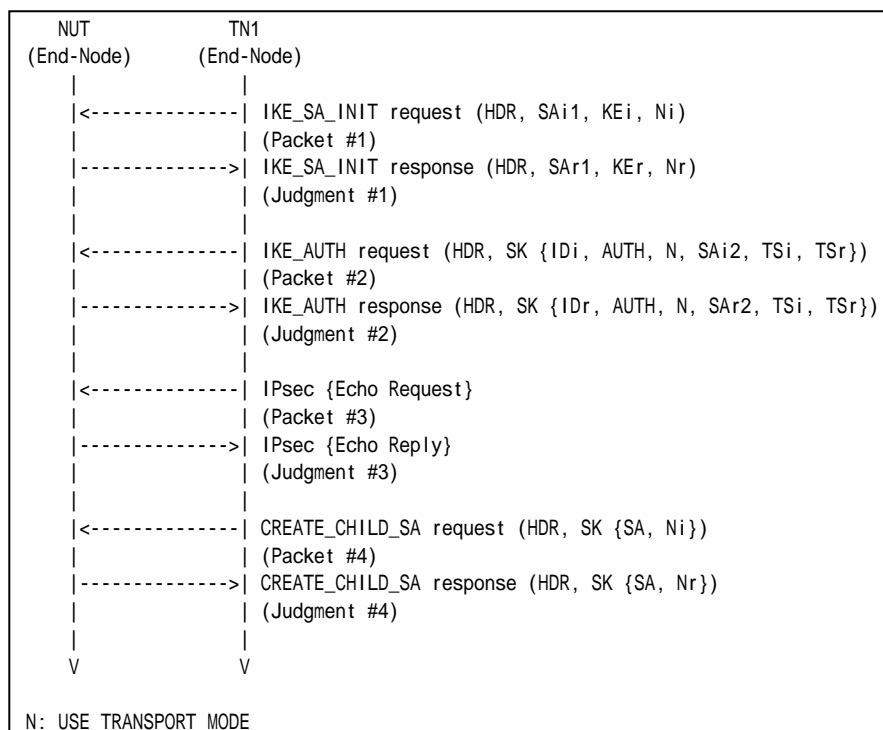 NUT TN1
(End-Node) (End-Node)
| |
|<--------------| IKE_SA_INIT request (HDR, SAi1, KEi, Ni)
| | (Packet #1)
|-------------->| IKE_SA_INIT response (HDR, SAr1, KEr, Nr)
| | (Judgment #1)
| |
|<--------------| IKE_AUTH request (HDR, SK {IDi, AUTH, N, SAi2, TSi, TSr})
| | (Packet #2)
|-------------->| IKE_AUTH response (HDR, SK {IDr, AUTH, N, SAr2, TSi, TSr})
| | (Judgment #2)
| |
|<--------------| IPsec {Echo Request}
| | (Packet #3)
|-------------->| IPsec {Echo Reply}
| | (Judgment #3)
| |
|<--------------| CREATE_CHILD_SA request (HDR, SK {SA, Ni})
| | (Packet #4)
|-------------->| CREATE_CHILD_SA response (HDR, SK {SA, Nr})
| | (Judgment #4)
| |
V V
N: USE TRANSPORT MODE